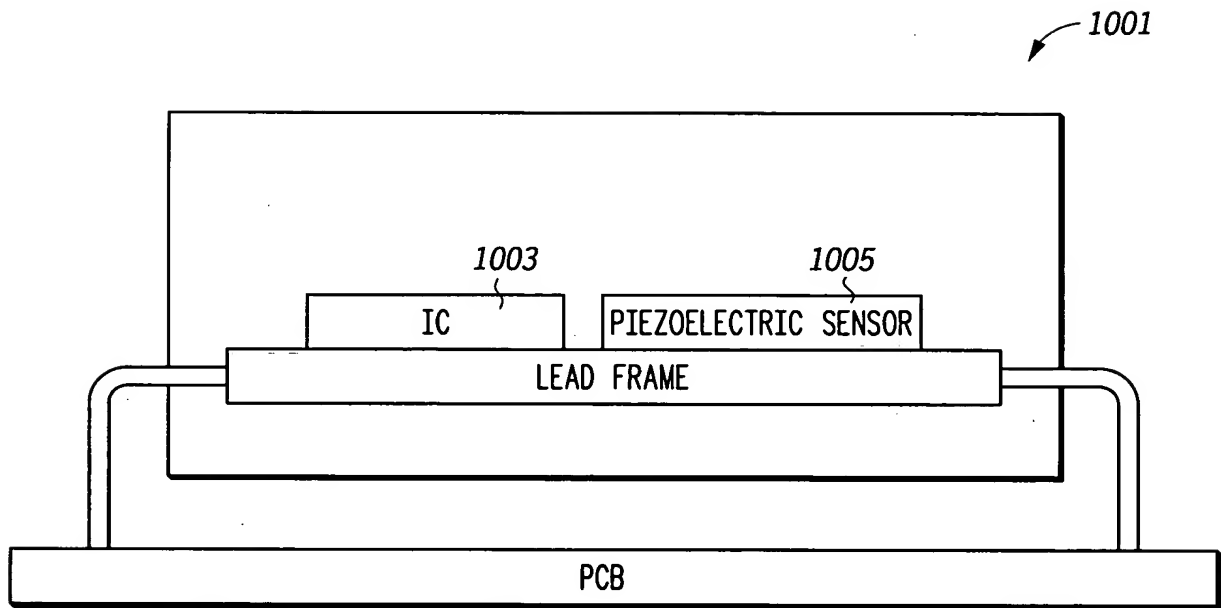 1001
1003
1005
IC
PIEZOELECTRIC SENSOR
LEAD FRAME
PCB